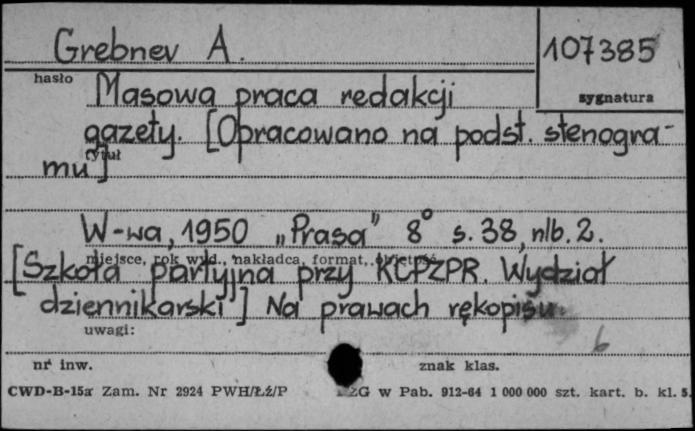 Grebnev A.
107385
hasło
sygnatura
Masowa praca redakcji
gazety. [Opracowano na podst. stenogra-
tytuł
mu]
W-wa, 1950 „Prasa” 8° s. 38, nlb. 2.
miejsce, rok wyd., nakładca, format, objętość
[Szkoła partyjna przy KCPZPR. Wydział
dziennikarski] Na prawach rękopisu.
uwagi:
6
nr inw.
znak klas.
CWD-B-15a Zam. Nr 2924 PWH/Łź/P
ŁZG w Pab. 912-64 1 000 000 szt. kart. b. kl. 5.